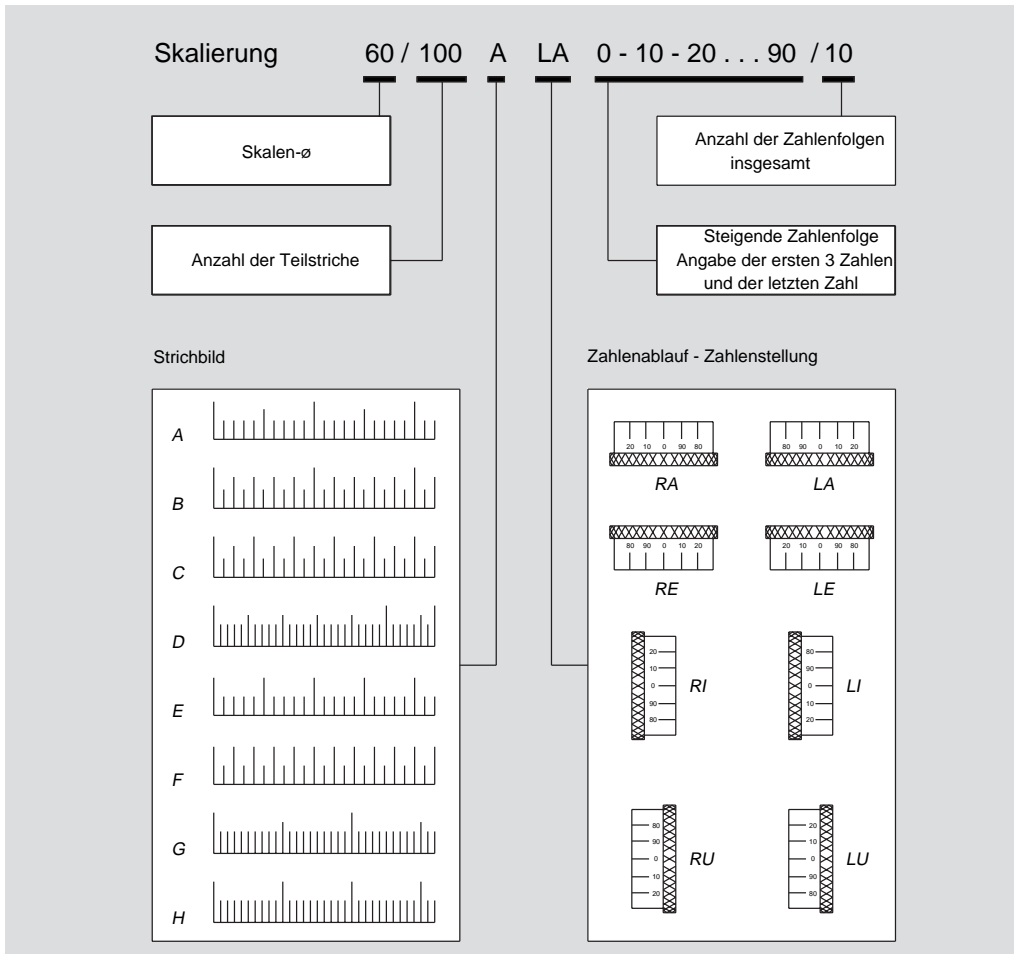 Skalierung 60 / 100 A LA 0 - 10 - 20 . . . 90 / 10
Skalen-ø
Anzahl der Zahlenfolgen
insgesamt
Anzahl der Teilstriche
Steigende Zahlenfolge
Angabe der ersten 3 Zahlen
und der letzten Zahl
Strichbild
A
B
C
D
E
F
G
H
Zahlenablauf - Zahlenstellung
20 10 0 90 80
RA
80 90 0 10 20
LA
80 90 0 10 20
RE
20 10 0 90 80
LE
20
10
0
90
80
RI
80
90
0
10
20
LI
80
90
0
10
20
RU
20
10
0
90
80
LU